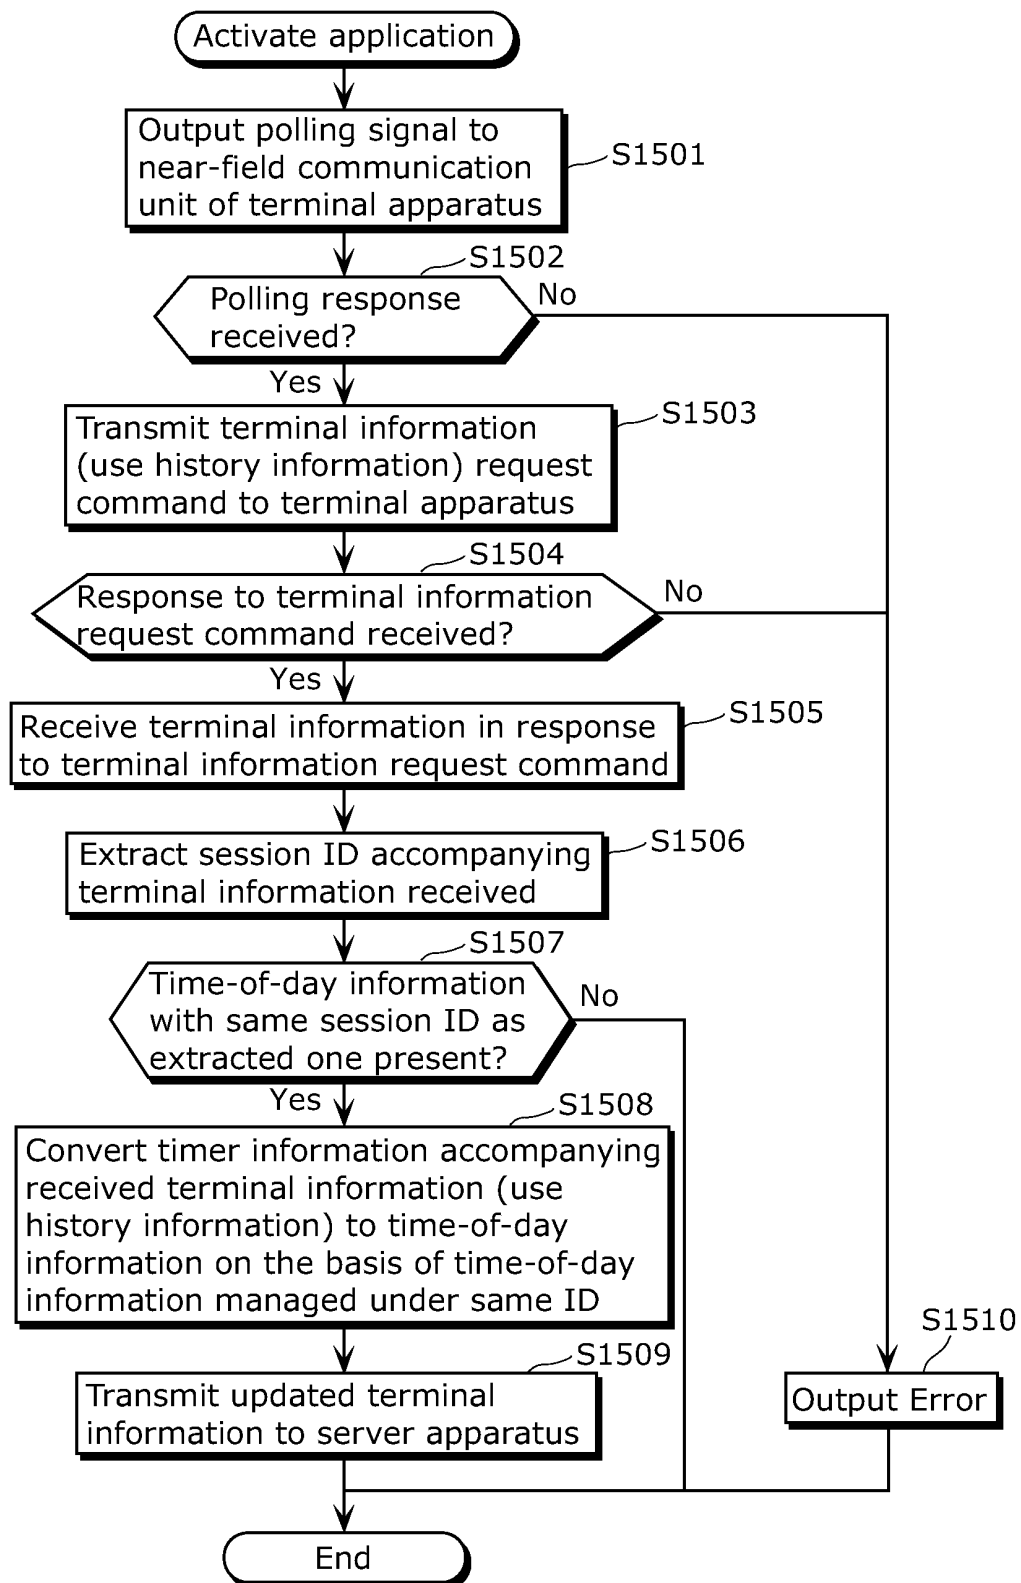 Activate application
Output polling signal to
near-field communication
unit of terminal apparatus
S1501
S1502
Polling response
received?
No
Yes
Transmit terminal information
(use history information) request
command to terminal apparatus
S1503
S1504
Response to terminal information
request command received?
No
Yes
Receive terminal information in response
to terminal information request command
S1505
Extract session ID accompanying
terminal information received
S1506
S1507
Time-of-day information
with same session ID as
extracted one present?
No
Yes
S1508
Convert timer information accompanying
received terminal information (use
history information) to time-of-day
information on the basis of time-of-day
information managed under same ID
S1509
Transmit updated terminal
information to server apparatus
S1510
Output Error
End